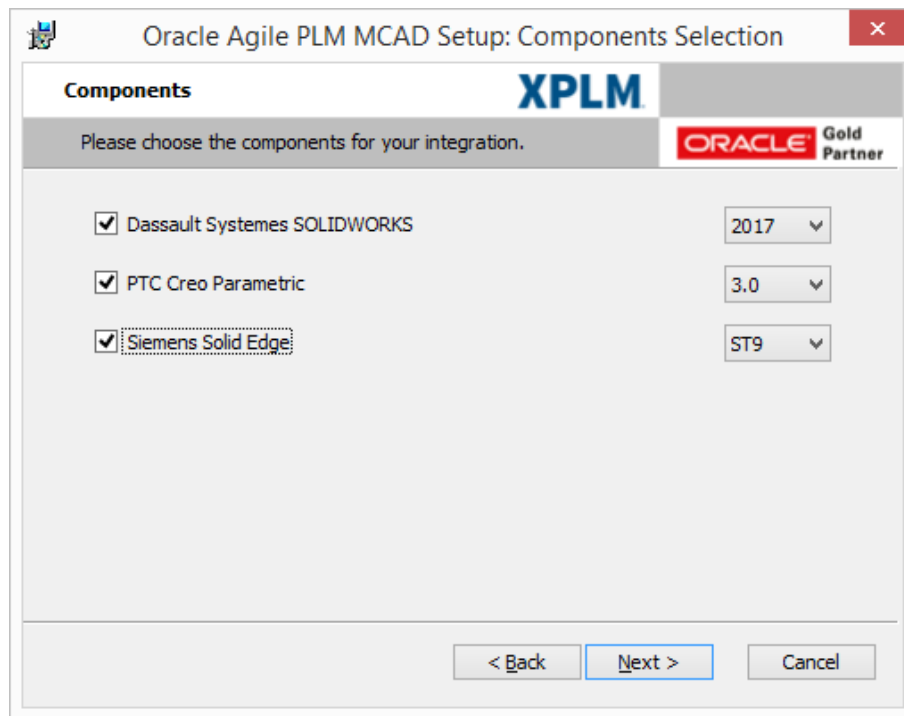 Oracle Agile PLM MCAD Setup: Components Selection
Components
XPLM
Please choose the components for your integration.
ORACLE Gold Partner
Dassault Systemes SOLIDWORKS 2017
PTC Creo Parametric 3.0
Siemens Solid Edge ST9
< Back Next > Cancel